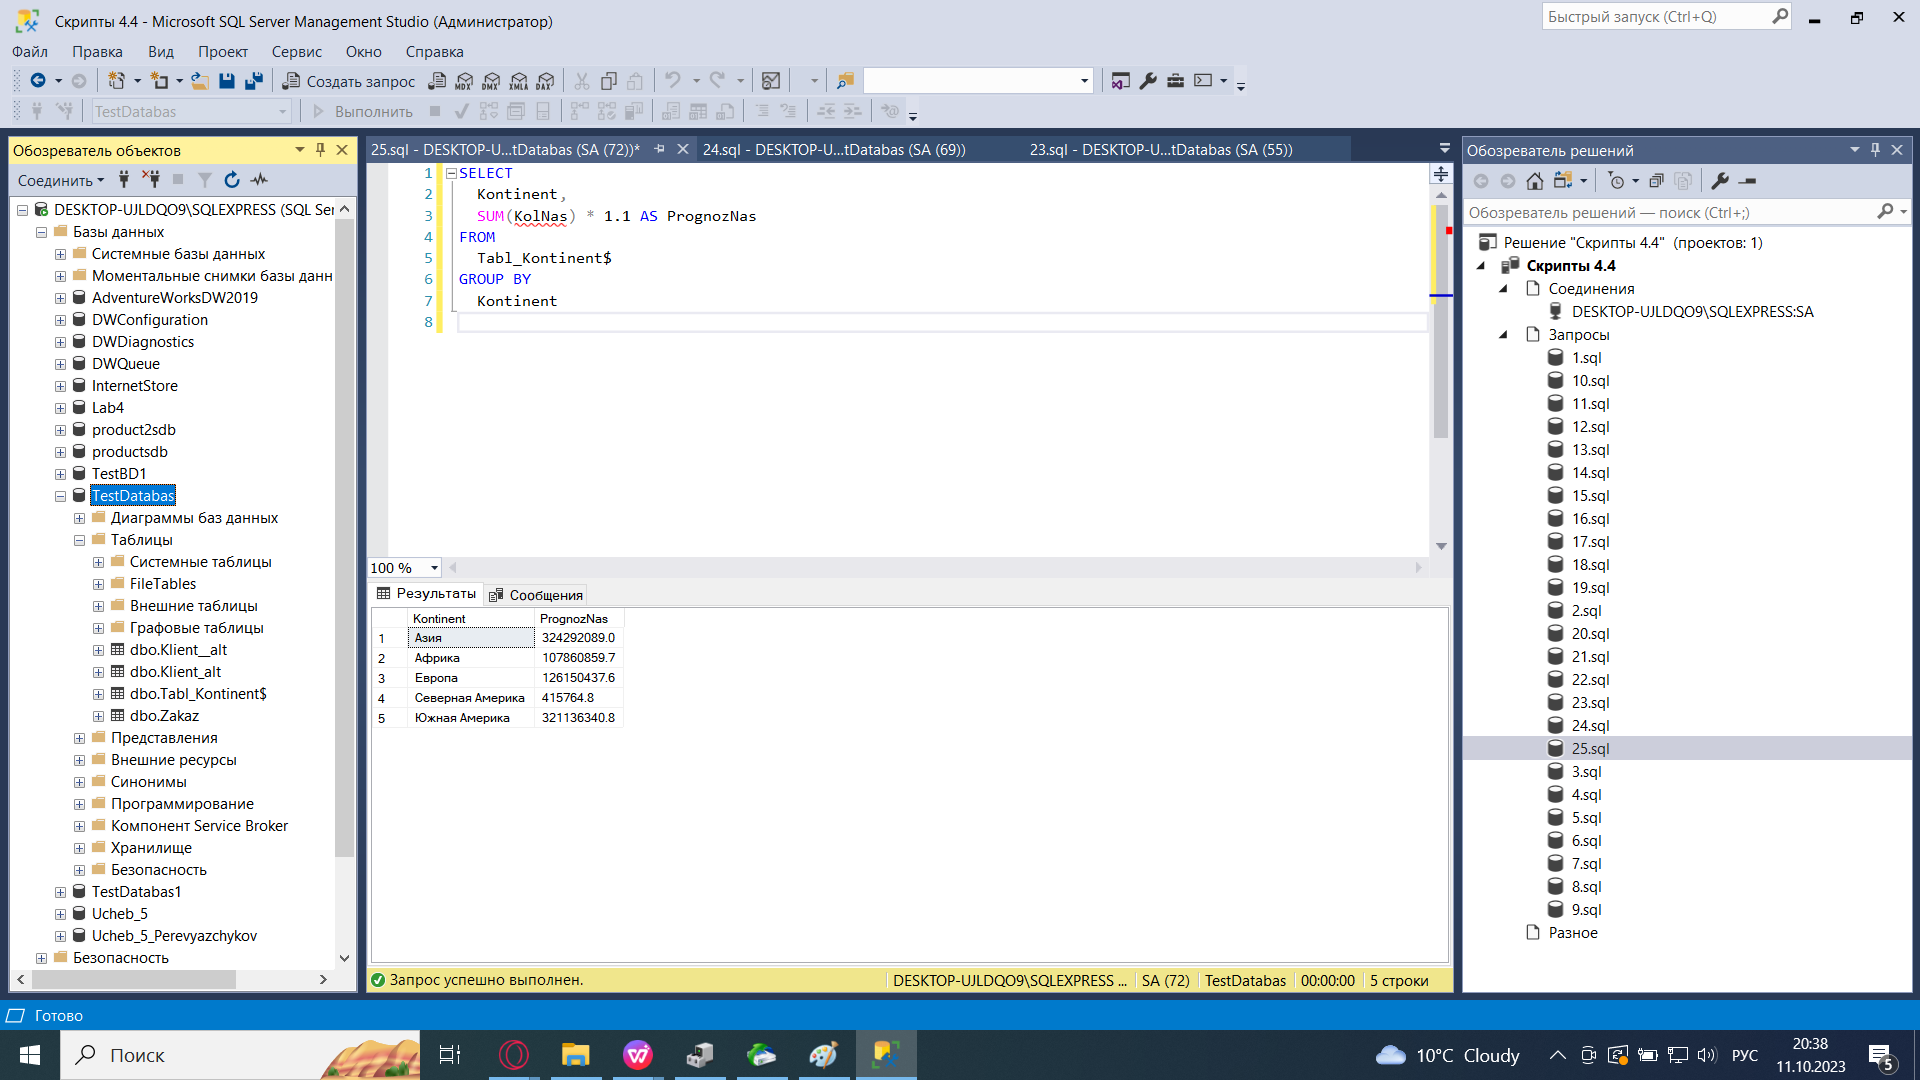 Скрипты 4.4 - Microsoft SQL Server Management Studio (Администратор)
Быстрый запуск (Ctrl+Q)
Файл Правка Вид Проект Сервис Окно Справка
Создать запрос MDX DMX XMLA DAX
TestDatabas Выполнить
Обозреватель объектов
Соединить
DESKTOP-UJLDQO9\SQLEXPRESS (SQL Ser
Базы данных
Системные базы данных
Моментальные снимки базы данн
AdventureWorksDW2019
DWConfiguration
DWDiagnostics
DWQueue
InternetStore
Lab4
product2sdb
productsdb
TestBD1
TestDatabas
Диаграммы баз данных
Таблицы
Системные таблицы
FileTables
Внешние таблицы
Графовые таблицы
dbo.Klient__alt
dbo.Klient_alt
dbo.Tabl_Kontinent$
dbo.Zakaz
Представления
Внешние ресурсы
Синонимы
Программирование
Компонент Service Broker
Хранилище
Безопасность
TestDatabas1
Ucheb_5
Ucheb_5_Perevyazchykov
Безопасность
25.sql - DESKTOP-U...tDatabas (SA (72))*
24.sql - DESKTOP-U...tDatabas (SA (69))
23.sql - DESKTOP-U...tDatabas (SA (55))
1 SELECT
2 Kontinent,
3 SUM(KolNas) * 1.1 AS PrognozNas
4 FROM
5 Tabl_Kontinent$
6 GROUP BY
7 Kontinent
8
100 %
Результаты Сообщения
Kontinent PrognozNas
1 Азия 324292089.0
2 Африка 107860859.7
3 Европа 126150437.6
4 Северная Америка 415764.8
5 Южная Америка 321136340.8
Запрос успешно выполнен. DESKTOP-UJLDQO9\SQLEXPRESS ... SA (72) TestDatabas 00:00:00 5 строки
Обозреватель решений
Обозреватель решений — поиск (Ctrl+;)
Решение "Скрипты 4.4" (проектов: 1)
Скрипты 4.4
Соединения
DESKTOP-UJLDQO9\SQLEXPRESS:SA
Запросы
1.sql
10.sql
11.sql
12.sql
13.sql
14.sql
15.sql
16.sql
17.sql
18.sql
19.sql
2.sql
20.sql
21.sql
22.sql
23.sql
24.sql
25.sql
3.sql
4.sql
5.sql
6.sql
7.sql
8.sql
9.sql
Разное
Готово
Поиск
10°C Cloudy
РУС
20:38
11.10.2023
5